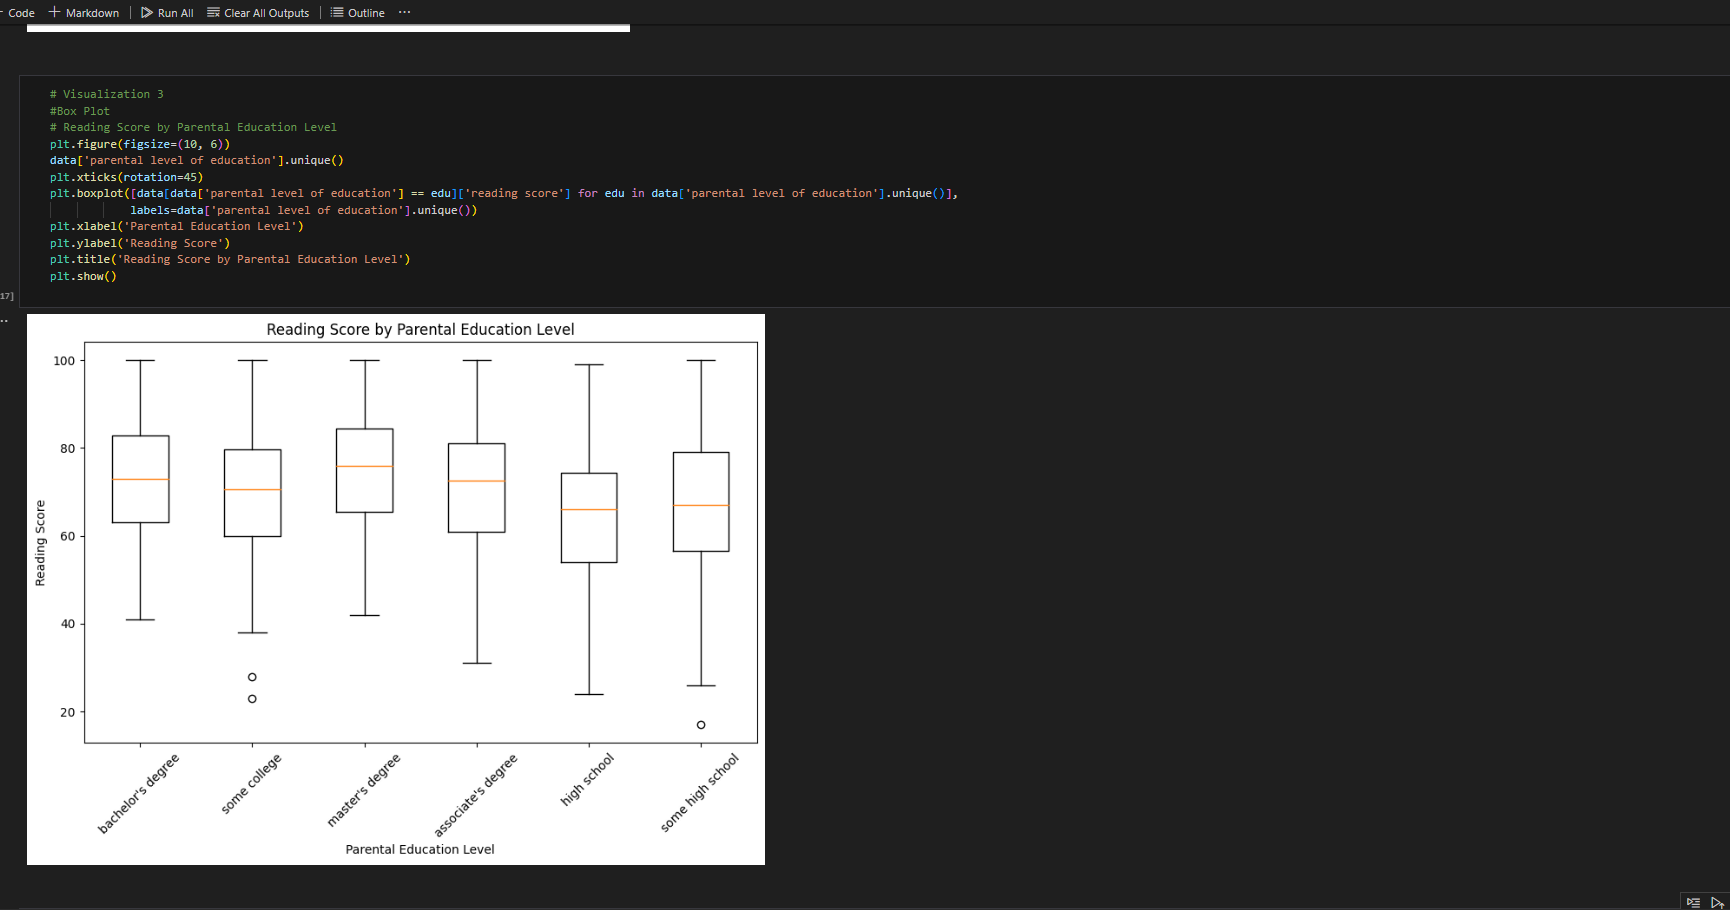 Code + Markdown | Run All Clear All Outputs | Outline ...
# Visualization 3
#Box Plot
# Reading Score by Parental Education Level
plt.figure(figsize=(10, 6))
data['parental level of education'].unique()
plt.xticks(rotation=45)
plt.boxplot([data[data['parental level of education'] == edu]['reading score'] for edu in data['parental level of education'].unique()],
labels=data['parental level of education'].unique())
plt.xlabel('Parental Education Level')
plt.ylabel('Reading Score')
plt.title('Reading Score by Parental Education Level')
plt.show()
17]
Reading Score by Parental Education Level
100
80
60
40
20
Reading Score
bachelor's degree
some college
master's degree
associate's degree
high school
some high school
Parental Education Level